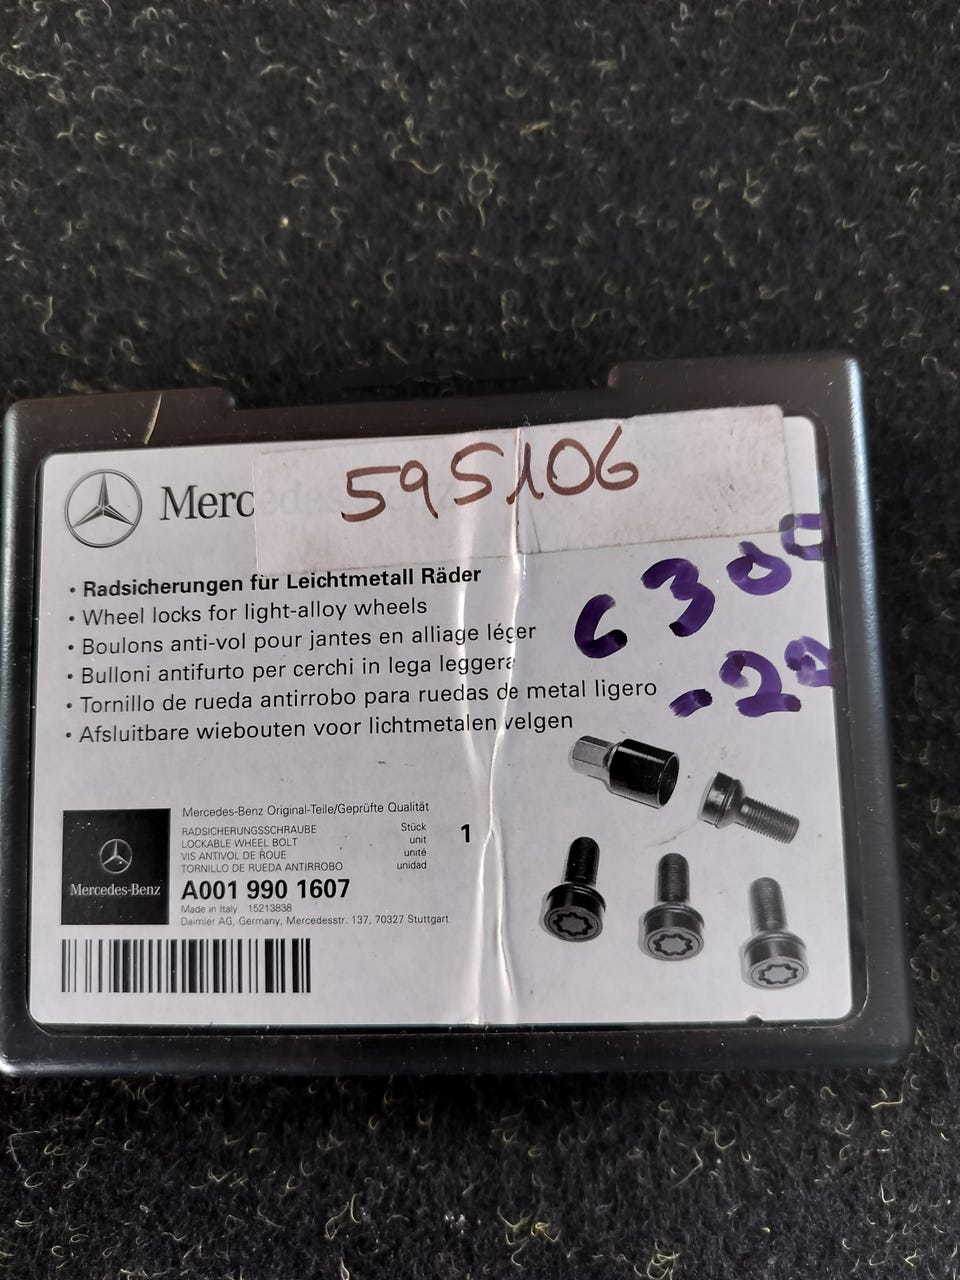 595106
Merc
6300
-20
• Radsicherungen für Leichtmetall Räder
• Wheel locks for light-alloy wheels
• Boulons anti-vol pour jantes en alliage léger
• Bulloni antifurto per cerchi in lega leggera
• Tornillo de rueda antirrobo para ruedas de metal ligero
• Afsluitbare wiebouten voor lichtmetalen velgen
Mercedes-Benz
Mercedes-Benz Original-Teile/Geprüfte Qualität
RADSICHERUNGSSCHRAUBE Stück
LOCKABLE WHEEL BOLT unit 1
VIS ANTIVOL DE ROUE unité
TORNILLO DE RUEDA ANTIRROBO unidad
A001 990 1607
Made in Italy 15213838
Daimler AG, Germany, Mercedesstr. 137, 70327 Stuttgart